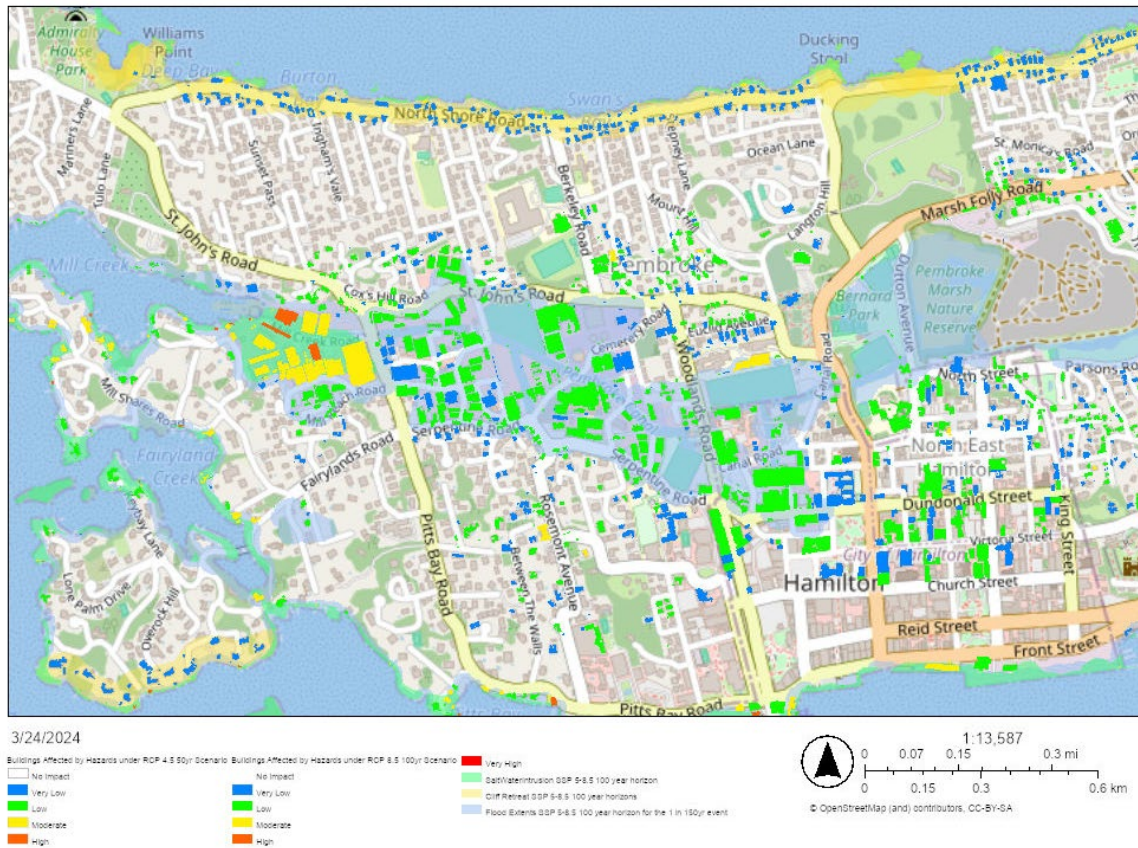 Admiralty
House
Park
Williams
Point
Deep Bay
Burton
Ducking
Stool
Swan's
North Shore Road
Mariners Lane
Tulo Lane
Sunset Pass
Ingham's Vale
Berkeley Road
Ocean Lane
St. Monica's Road
Mount Hill
Langton Hill
Marsh Folly Road
St. John's Road
Mill Creek
Cox's Hill Road
St. John's Road
Pembroke
Pembroke
Marsh
Nature
Reserve
Bernard
Park
Dutton Avenue
Creek Road
Cemetery Road
Woodlands Road
North Street
Mill Shares Road
Fairyland
Creek
Fairylands Road
Serpentine Road
Serpentine Road
Canal Road
North East
Hamilton
Dundonald Street
Victoria Street
King Street
City of Hamilton
Hamilton
Church Street
Reid Street
Front Street
Pitts Bay Road
Rosemont Avenue
Between The Walls
Lone Palm Drive
Overock Hill
Pitts Bay Road
3/24/2024
Buildings Affected by Hazards under RCP 4.5 50yr Scenario
No Impact
Very Low
Low
Moderate
High
Buildings Affected by Hazards under RCP 8.5 100yr Scenario
No Impact
Very Low
Low
Moderate
High
Very High
SaltWaterIntrusion SSP 5-8.5 100 year horizon
Cliff Retreat SSP 5-8.5 100 year horizons
Flood Extents SSP 5-8.5 100 year horizon for the 1 in 150yr event
1:13,587
0 0.07 0.15 0.3 mi
0 0.15 0.3 0.6 km
© OpenStreetMap (and) contributors, CC-BY-SA